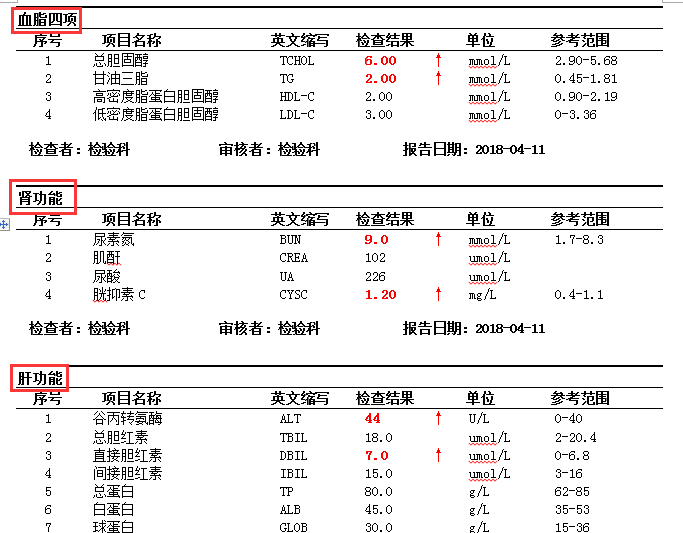 血脂四项
序号 项目名称 英文缩写 检查结果 单位 参考范围
1 总胆固醇 TCHOL 6.00 ↑ mmol/L 2.90-5.68
2 甘油三脂 TG 2.00 ↑ mmol/L 0.45-1.81
3 高密度脂蛋白胆固醇 HDL-C 2.00 mmol/L 0.90-2.19
4 低密度脂蛋白胆固醇 LDL-C 3.00 mmol/L 0-3.36
检查者：检验科 审核者：检验科 报告日期：2018-04-11
肾功能
序号 项目名称 英文缩写 检查结果 单位 参考范围
1 尿素氮 BUN 9.0 ↑ mmol/L 1.7-8.3
2 肌酐 CREA 102 umol/L
3 尿酸 UA 226 umol/L
4 胱抑素C CYSC 1.20 ↑ mg/L 0.4-1.1
检查者：检验科 审核者：检验科 报告日期：2018-04-11
肝功能
序号 项目名称 英文缩写 检查结果 单位 参考范围
1 谷丙转氨酶 ALT 44 ↑ U/L 0-40
2 总胆红素 TBIL 18.0 umol/L 2-20.4
3 直接胆红素 DBIL 7.0 ↑ umol/L 0-6.8
4 间接胆红素 IBIL 15.0 umol/L 3-16
5 总蛋白 TP 80.0 g/L 62-85
6 白蛋白 ALB 45.0 g/L 35-53
7 球蛋白 GLOB 30.0 g/L 15-36